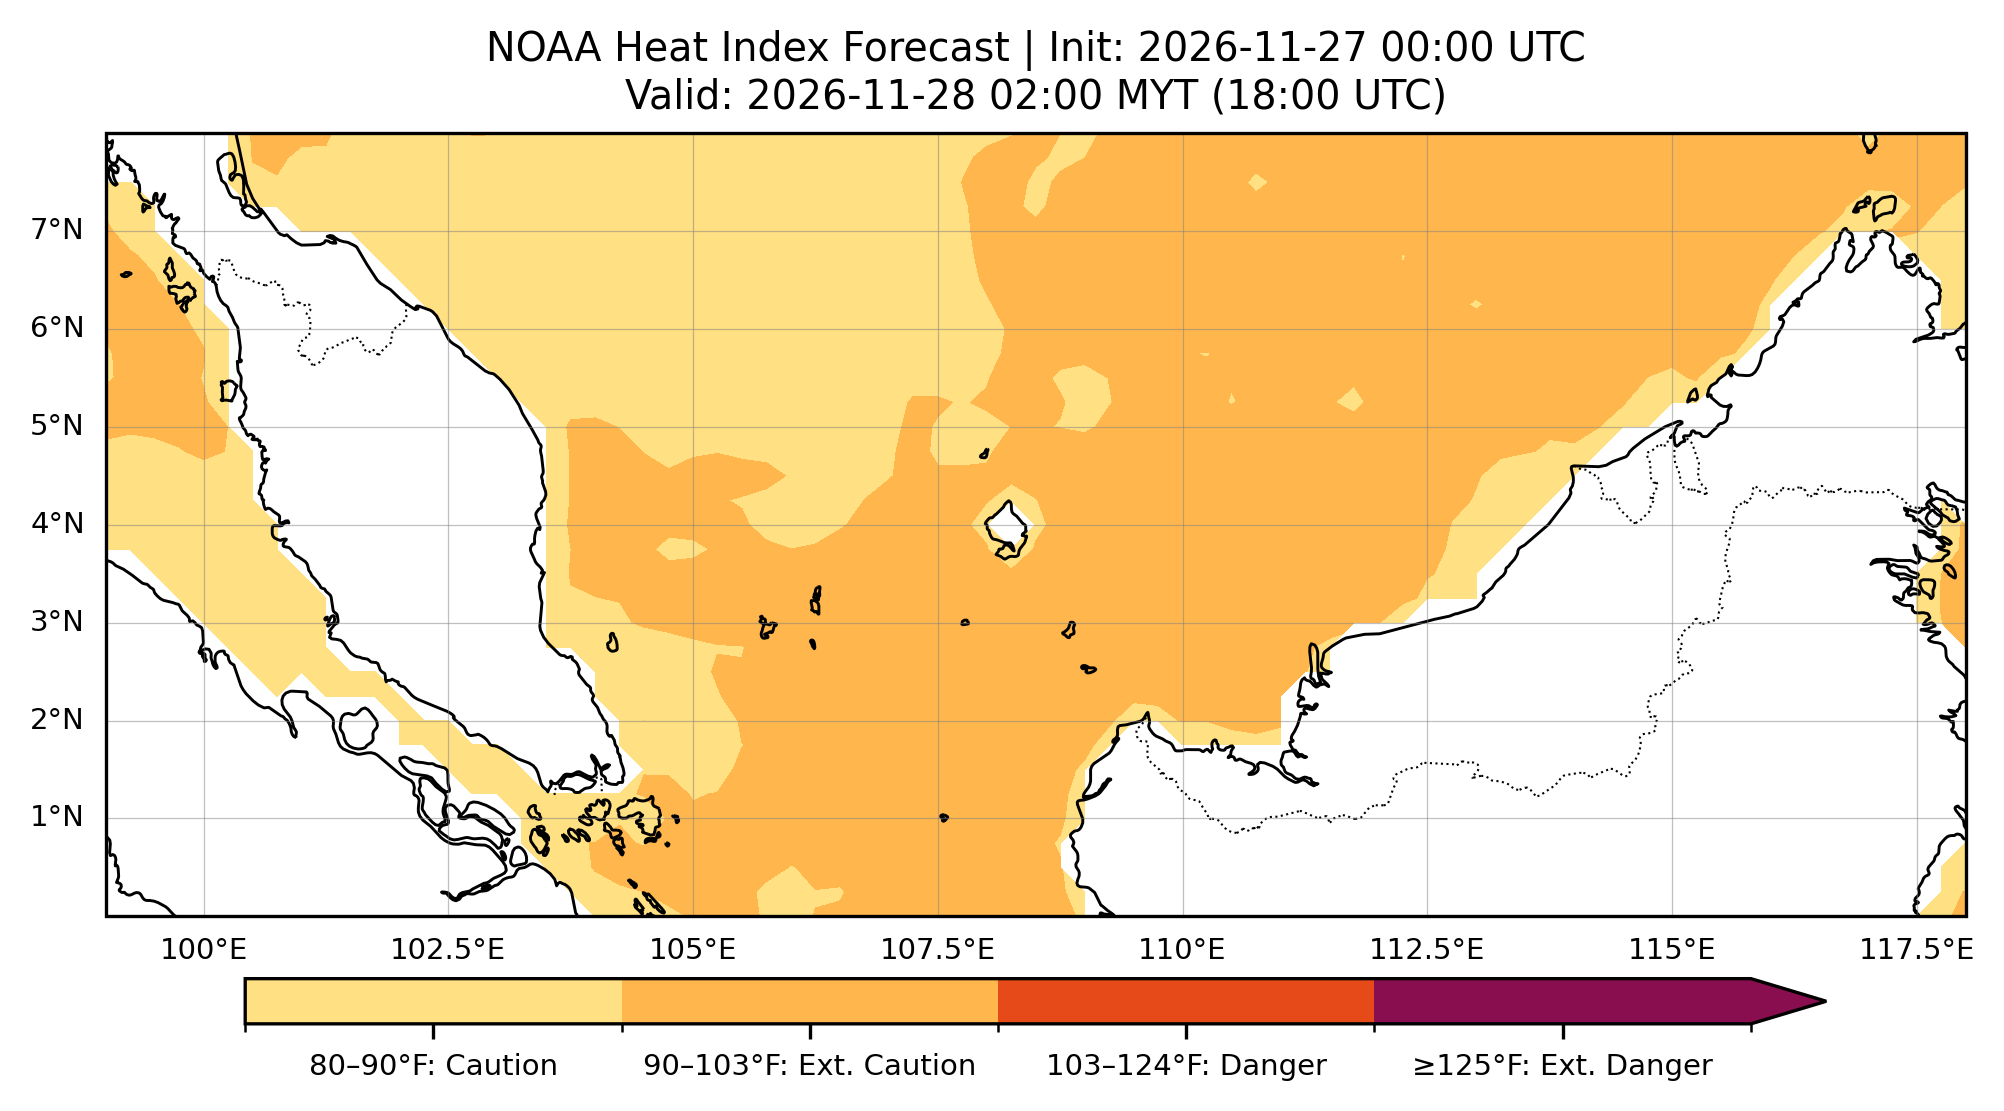 NOAA Heat Index Forecast | Init: 2026-11-27 00:00 UTC
Valid: 2026-11-28 02:00 MYT (18:00 UTC)
7°N
6°N
5°N
4°N
3°N
2°N
1°N
100°E 102.5°E 105°E 107.5°E 110°E 112.5°E 115°E 117.5°E
80–90°F: Caution 90–103°F: Ext. Caution 103–124°F: Danger ≥125°F: Ext. Danger